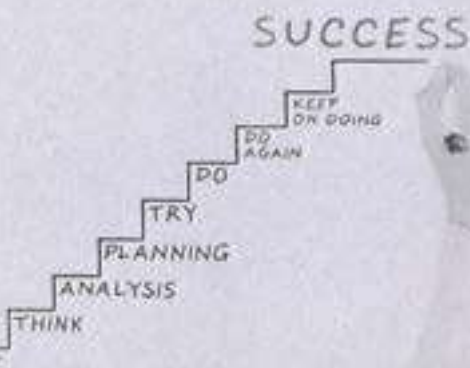 SUCCESS
KEEP
ON GOING
DO
AGAIN
DO
TRY
PLANNING
ANALYSIS
THINK